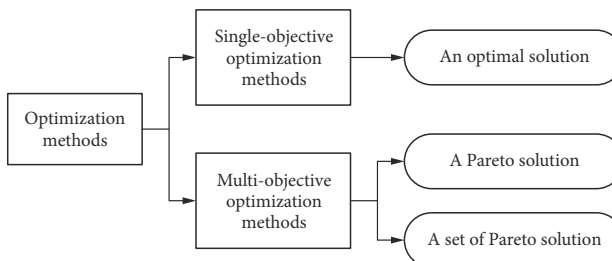 Single-objective
optimization
methods
An optimal solution
Optimization
methods
A Pareto solution
Multi-objective
optimization
methods
A set of Pareto solution